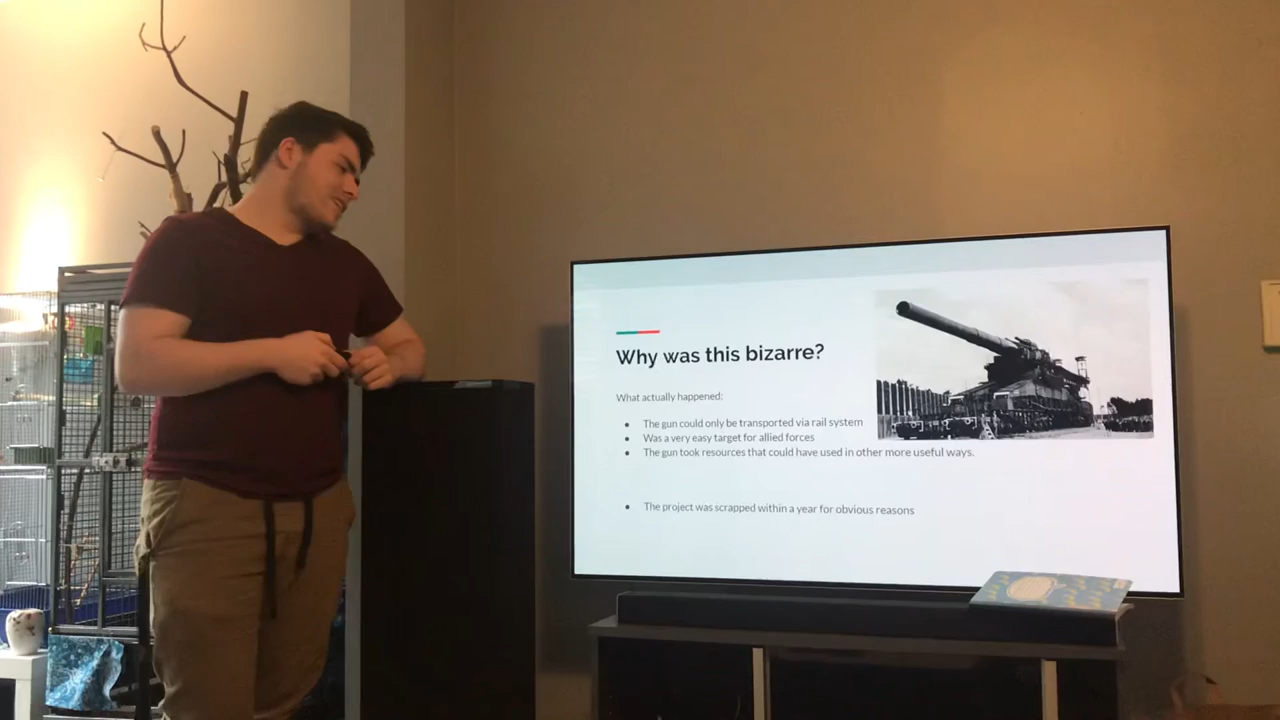 Why was this bizarre?
What actually happened:
● The gun could only be transported via rail system
● Was a very easy target for allied forces
● The gun took resources that could have used in other more useful ways.
● The project was scrapped within a year for obvious reasons